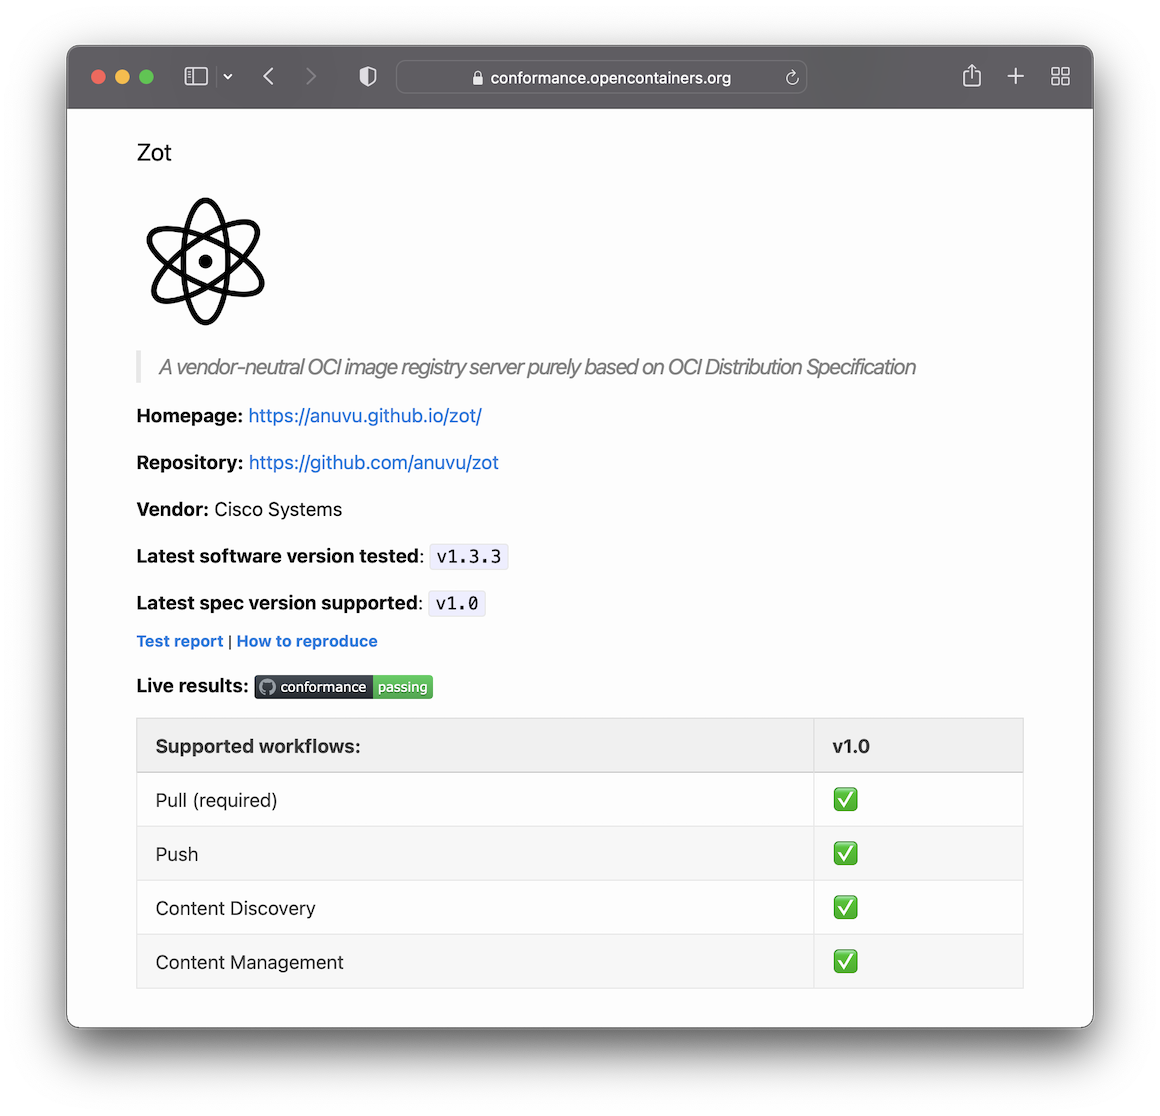 conformance.opencontainers.org
Zot
A vendor-neutral OCI image registry server purely based on OCI Distribution Specification
Homepage: https://anuvu.github.io/zot/
Repository: https://github.com/anuvu/zot
Vendor: Cisco Systems
Latest software version tested: v1.3.3
Latest spec version supported: v1.0
Test report | How to reproduce
Live results: conformance passing
Supported workflows: v1.0
Pull (required) ✅
Push ✅
Content Discovery ✅
Content Management ✅